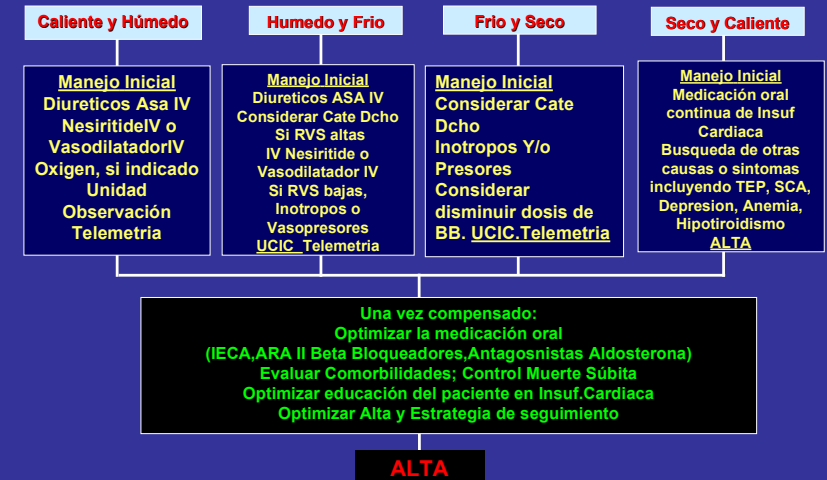 Caliente y Húmedo
Manejo Inicial
Diureticos Asa IV
NesiritideIV o
VasodilatadorIV
Oxigen, si indicado
Unidad
Observación
Telemetria
Humedo y Frio
Manejo Inicial
Diureticos ASA IV
Considerar Cate Dcho
Si RVS altas
IV Nesiritide o
Vasodilatador IV
Si RVS bajas,
Inotropos o
Vasopresores
UCIC Telemetria
Frio y Seco
Manejo Inicial
Considerar Cate
Dcho
Inotropos Y/o
Presores
Considerar
disminuir dosis de
BB. UCIC.Telemetria
Seco y Caliente
Manejo Inicial
Medicación oral
continua de Insuf
Cardiaca
Busqueda de otras
causas o sintomas
incluyendo TEP, SCA,
Depresion, Anemia,
Hipotiroidismo
ALTA
Una vez compensado:
Optimizar la medicación oral
(IECA,ARA II Beta Bloqueadores,Antagosnistas Aldosterona)
Evaluar Comorbilidades; Control Muerte Súbita
Optimizar educación del paciente en Insuf.Cardiaca
Optimizar Alta y Estrategia de seguimiento
ALTA